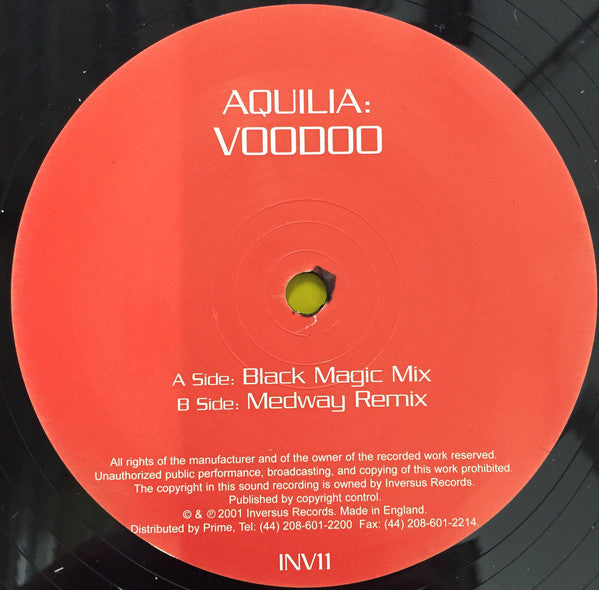 AQUILIA:
VOODOO
A Side: Black Magic Mix
B Side: Medway Remix
All rights of the manufacturer and of the owner of the recorded work reserved.
Unauthorized public performance, broadcasting, and copying of this work prohibited.
The copyright in this sound recording is owned by Inversus Records.
Published by copyright control.
© & ℗ 2001 Inversus Records. Made in England.
Distributed by Prime, Tel: (44) 208-601-2200  Fax: (44) 208-601-2214.
INV11